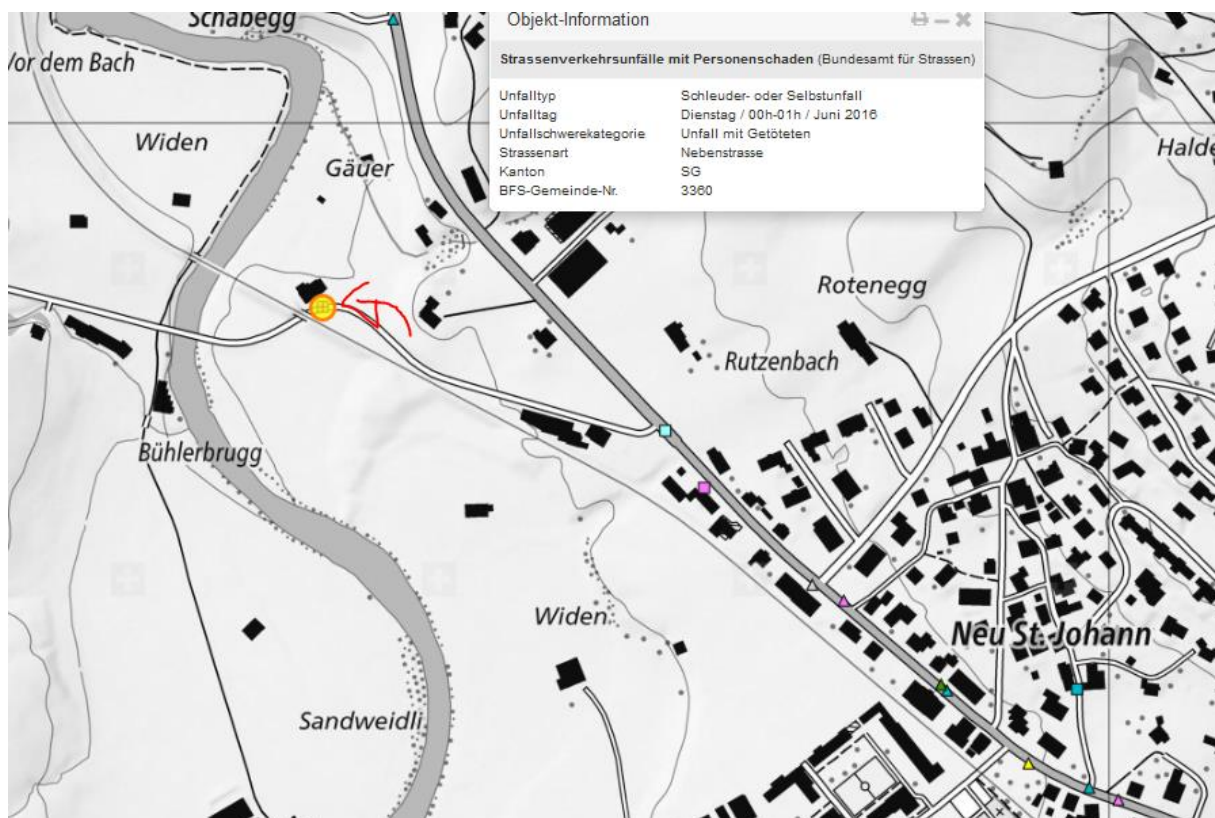 Schabegg
Vor dem Bach
Widen
Gäuer
Objekt-Information
Strassenverkehrsunfälle mit Personenschaden (Bundesamt für Strassen)
Unfalltyp Schleuder- oder Selbstunfall
Unfalltag Dienstag / 00h-01h / Juni 2016
Unfallschwerekategorie Unfall mit Getöteten
Strassenart Nebenstrasse
Kanton SG
BFS-Gemeinde-Nr. 3360
Halde
Rotenegg
Rutzenbach
Bühlerbrugg
Widen
Neu St. Johann
Sandweidli